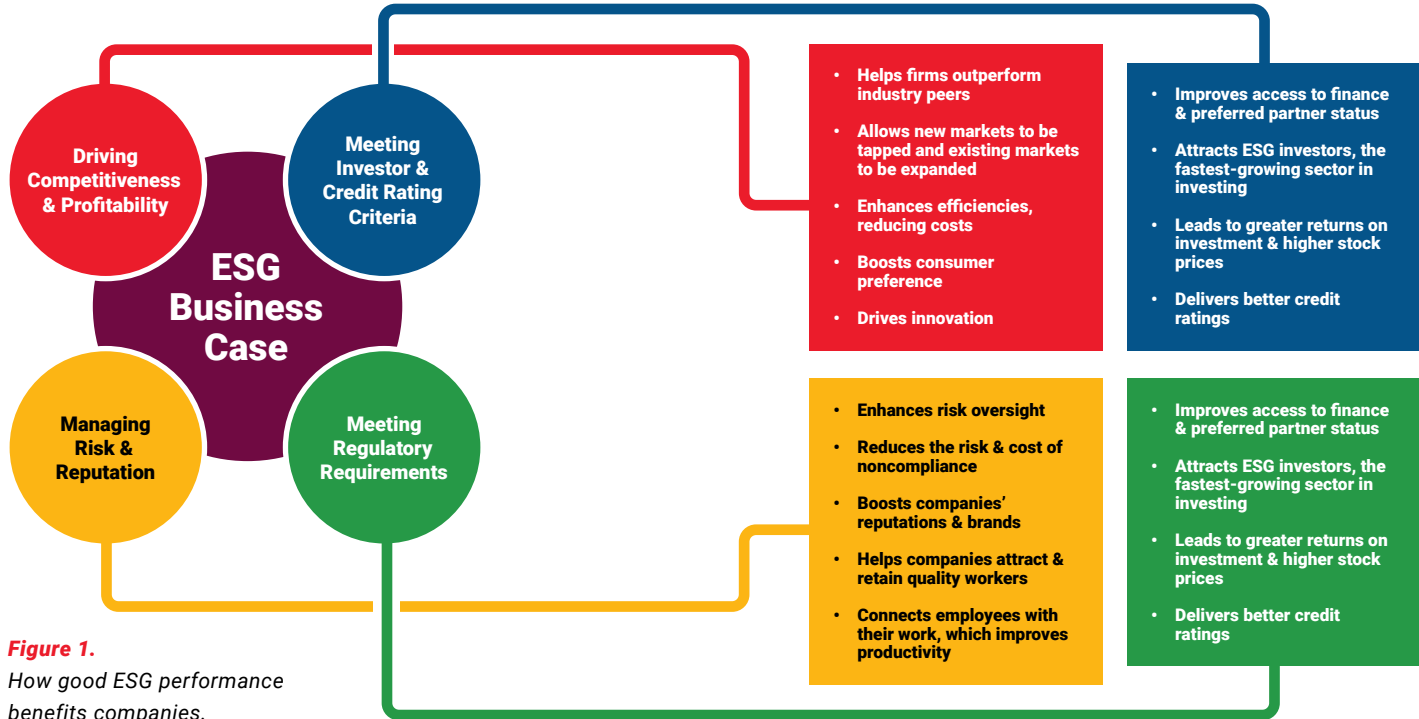 Driving
Competitiveness
& Profitability
Meeting
Investor &
Credit Rating
Criteria
ESG
Business
Case
Managing
Risk &
Reputation
Meeting
Regulatory
Requirements
• Helps firms outperform
industry peers
• Allows new markets to be
tapped and existing markets
to be expanded
• Enhances efficiencies,
reducing costs
• Boosts consumer
preference
• Drives innovation
• Improves access to finance
& preferred partner status
• Attracts ESG investors, the
fastest-growing sector in
investing
• Leads to greater returns on
investment & higher stock
prices
• Delivers better credit
ratings
• Enhances risk oversight
• Reduces the risk & cost of
noncompliance
• Boosts companies’
reputations & brands
• Helps companies attract &
retain quality workers
• Connects employees with
their work, which improves
productivity
• Improves access to finance
& preferred partner status
• Attracts ESG investors, the
fastest-growing sector in
investing
• Leads to greater returns on
investment & higher stock
prices
• Delivers better credit
ratings
Figure 1.
How good ESG performance
benefits companies.